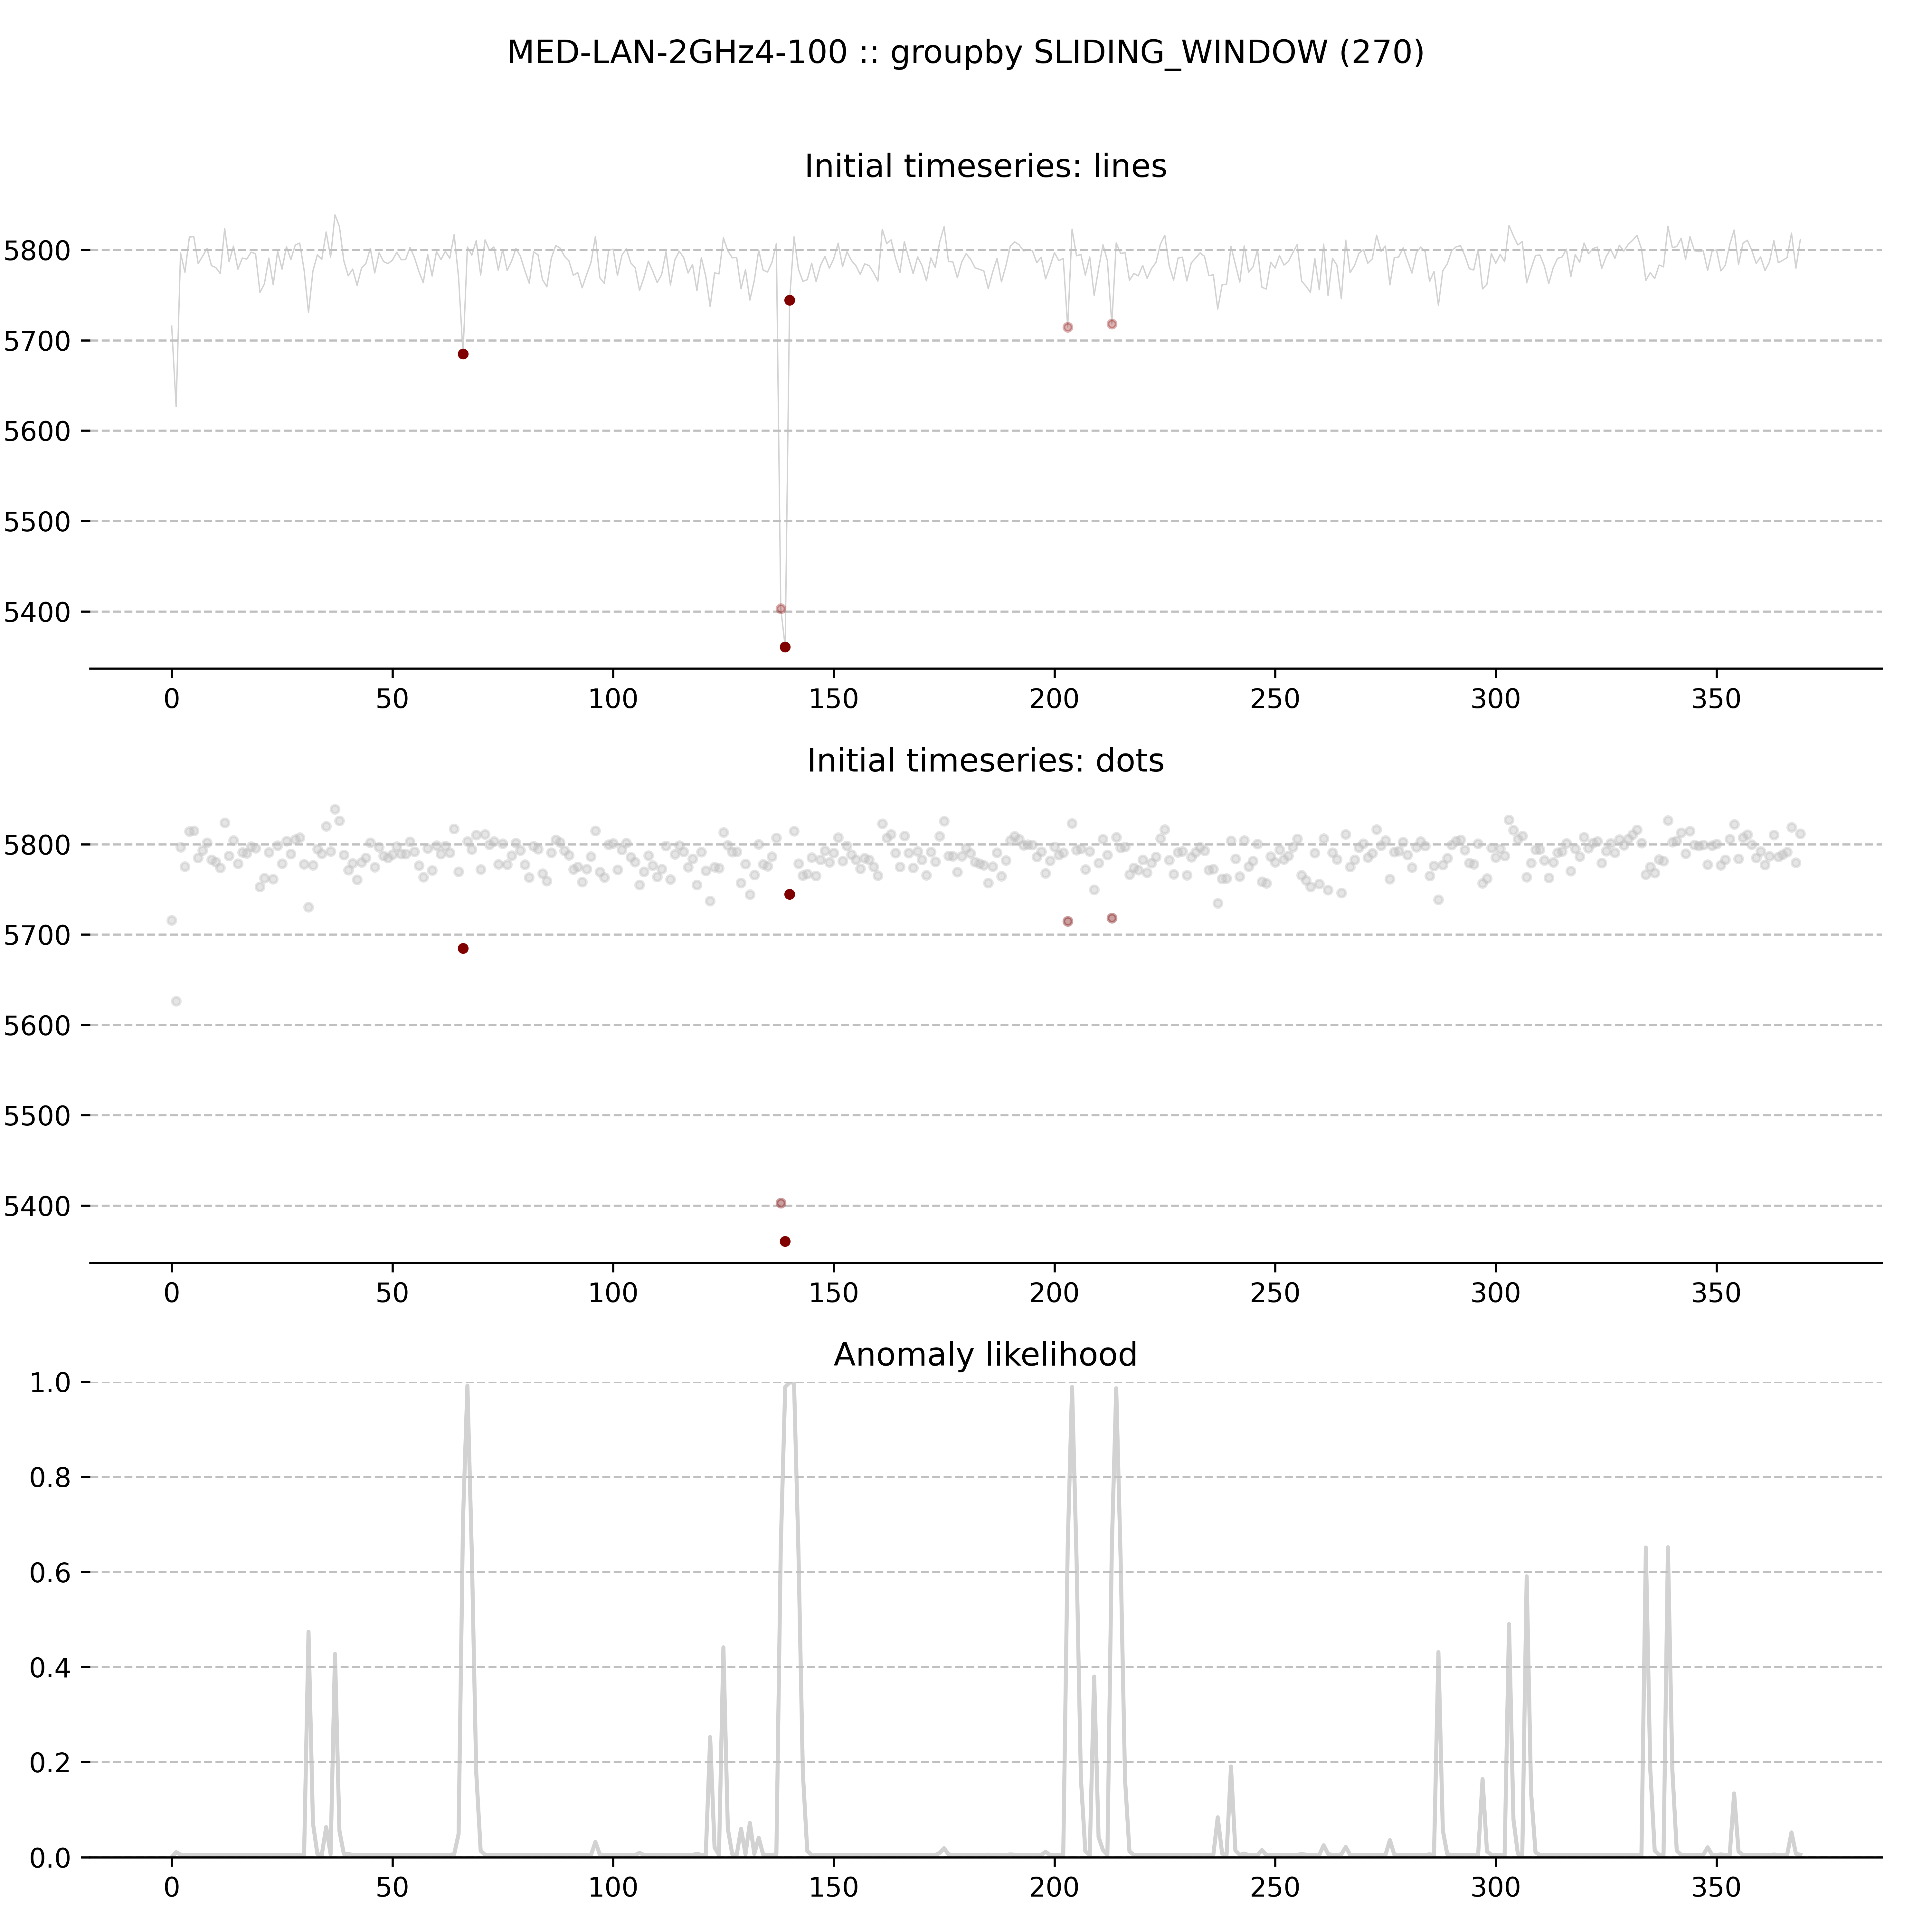 MED-LAN-2GHz4-100 :: groupby SLIDING_WINDOW (270)
Initial timeseries: lines
5800
5700
5600
5500
5400
0 50 100 150 200 250 300 350
Initial timeseries: dots
5800
5700
5600
5500
5400
0 50 100 150 200 250 300 350
Anomaly likelihood
1.0
0.8
0.6
0.4
0.2
0.0
0 50 100 150 200 250 300 350